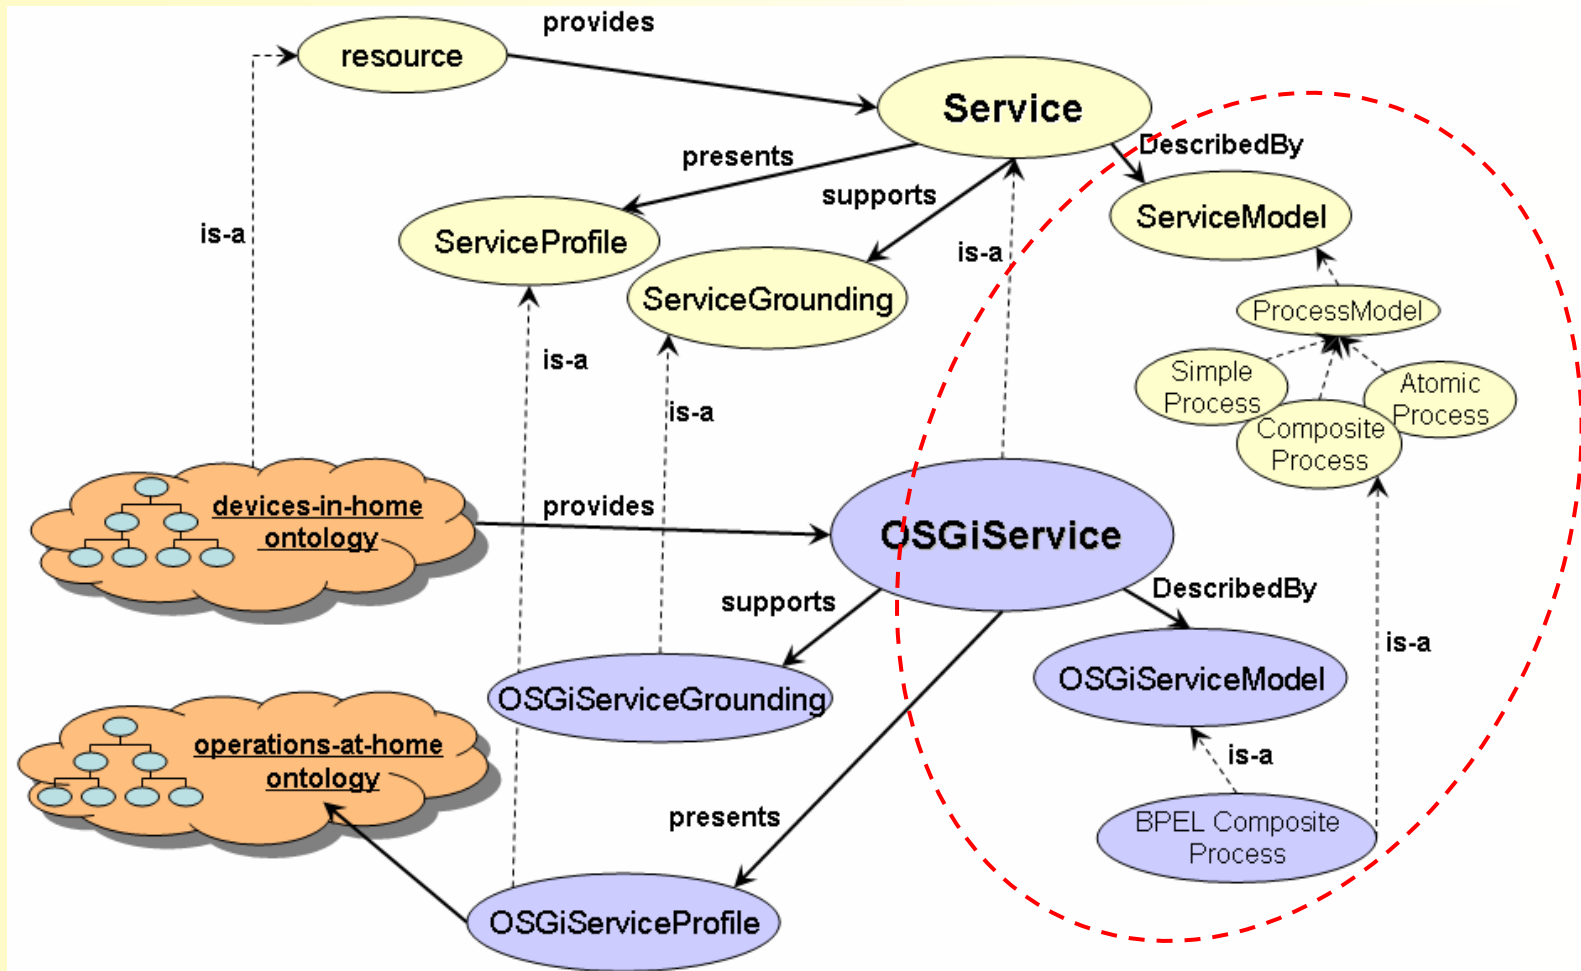 provides
resource
Service
DescribedBy
presents
supports
ServiceModel
is-a
ServiceProfile
is-a
ServiceGrounding
ProcessModel
is-a
is-a
Simple
Process
Atomic
Process
Composite
Process
devices-in-home
ontology
provides
OSGiService
supports
DescribedBy
is-a
OSGiServiceGrounding
OSGiServiceModel
operations-at-home
ontology
is-a
presents
BPEL Composite
Process
OSGiServiceProfile